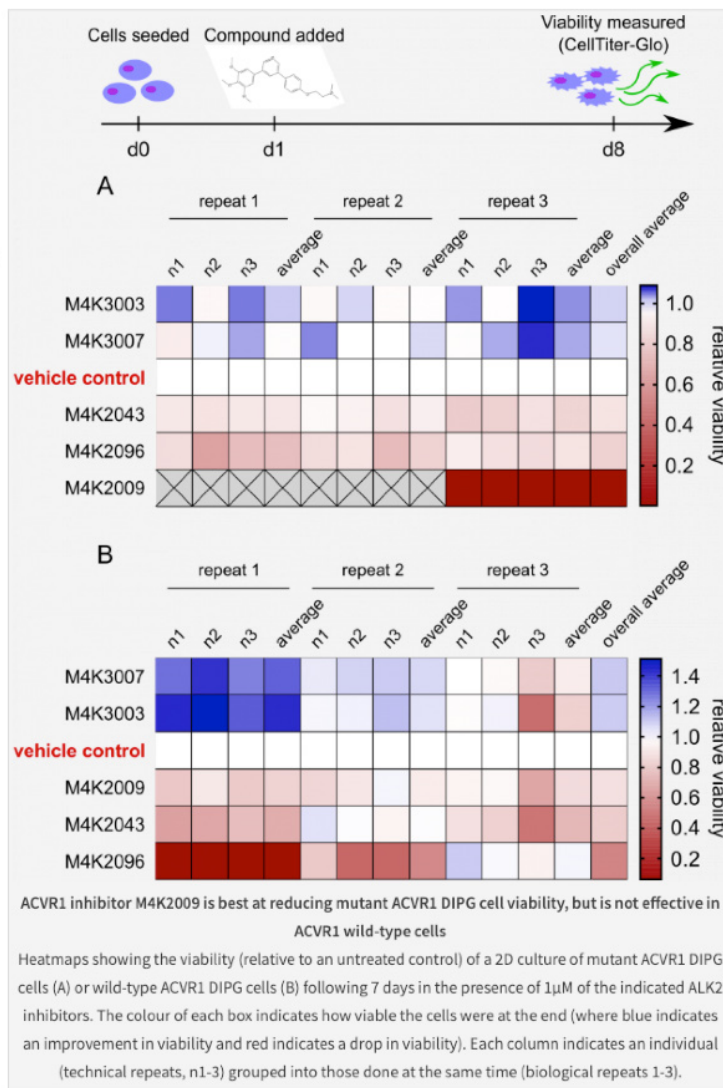 Cells seeded
Compound added
Viability measured
(CellTiter-Glo)
d0
d1
d8
A
repeat 1
repeat 2
repeat 3
n1
n2
n3
average
n1
n2
n3
average
n1
n2
n3
average
overall average
M4K3003
M4K3007
vehicle control
M4K2043
M4K2096
M4K2009
1.0
0.8
0.6
0.4
0.2
relative viability
B
repeat 1
repeat 2
repeat 3
n1
n2
n3
average
n1
n2
n3
average
n1
n2
n3
average
overall average
M4K3007
M4K3003
vehicle control
M4K2009
M4K2043
M4K2096
1.4
1.2
1.0
0.8
0.6
0.4
0.2
relative viability
ACVR1 inhibitor M4K2009 is best at reducing mutant ACVR1 DIPG cell viability, but is not effective in
ACVR1 wild-type cells
Heatmaps showing the viability (relative to an untreated control) of a 2D culture of mutant ACVR1 DIPG
cells (A) or wild-type ACVR1 DIPG cells (B) following 7 days in the presence of 1μM of the indicated ALK2
inhibitors. The colour of each box indicates how viable the cells were at the end (where blue indicates
an improvement in viability and red indicates a drop in viability). Each column indicates an individual
(technical repeats, n1-3) grouped into those done at the same time (biological repeats 1-3).